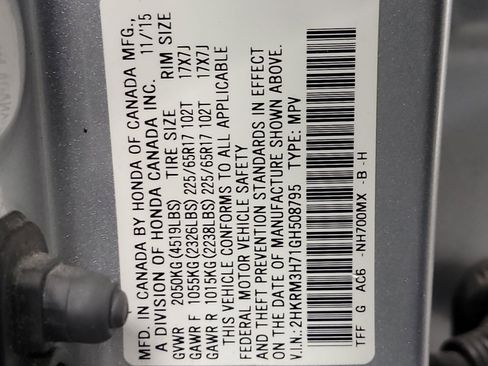 MFD. IN CANADA BY HONDA OF CANADA MFG.,
A DIVISION OF HONDA CANADA INC. 11/15
GVWR 2050KG(4519LBS) TIRE SIZE RIM SIZE
GAWR F 1055KG(2326LBS) 225/65R17 102T 17X7J
GAWR R 1015KG(2238LBS) 225/65R17 102T 17X7J
THIS VEHICLE CONFORMS TO ALL APPLICABLE
FEDERAL MOTOR VEHICLE SAFETY
AND THEFT PREVENTION STANDARDS IN EFFECT
ON THE DATE OF MANUFACTURE SHOWN ABOVE.
V.I.N.: 2HKRM3H71GH508795 TYPE: MPV
TFF G AC6 -NH700MX -B -H